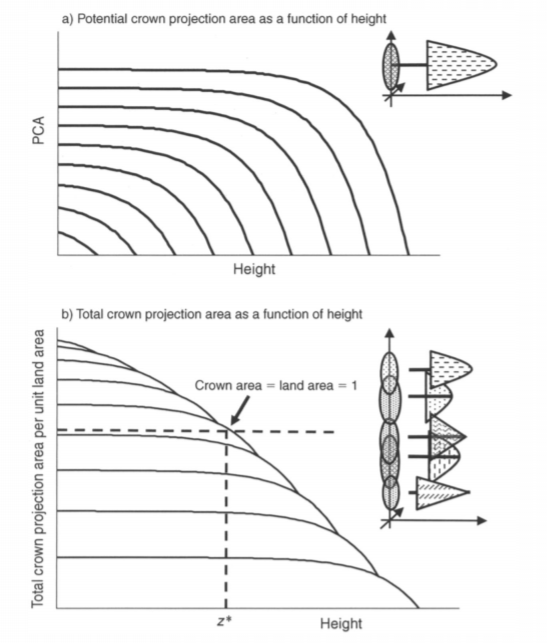 a) Potential crown projection area as a function of height
PCA
Height
b) Total crown projection area as a function of height
Total crown projection area per unit land area
Crown area = land area = 1
z*
Height